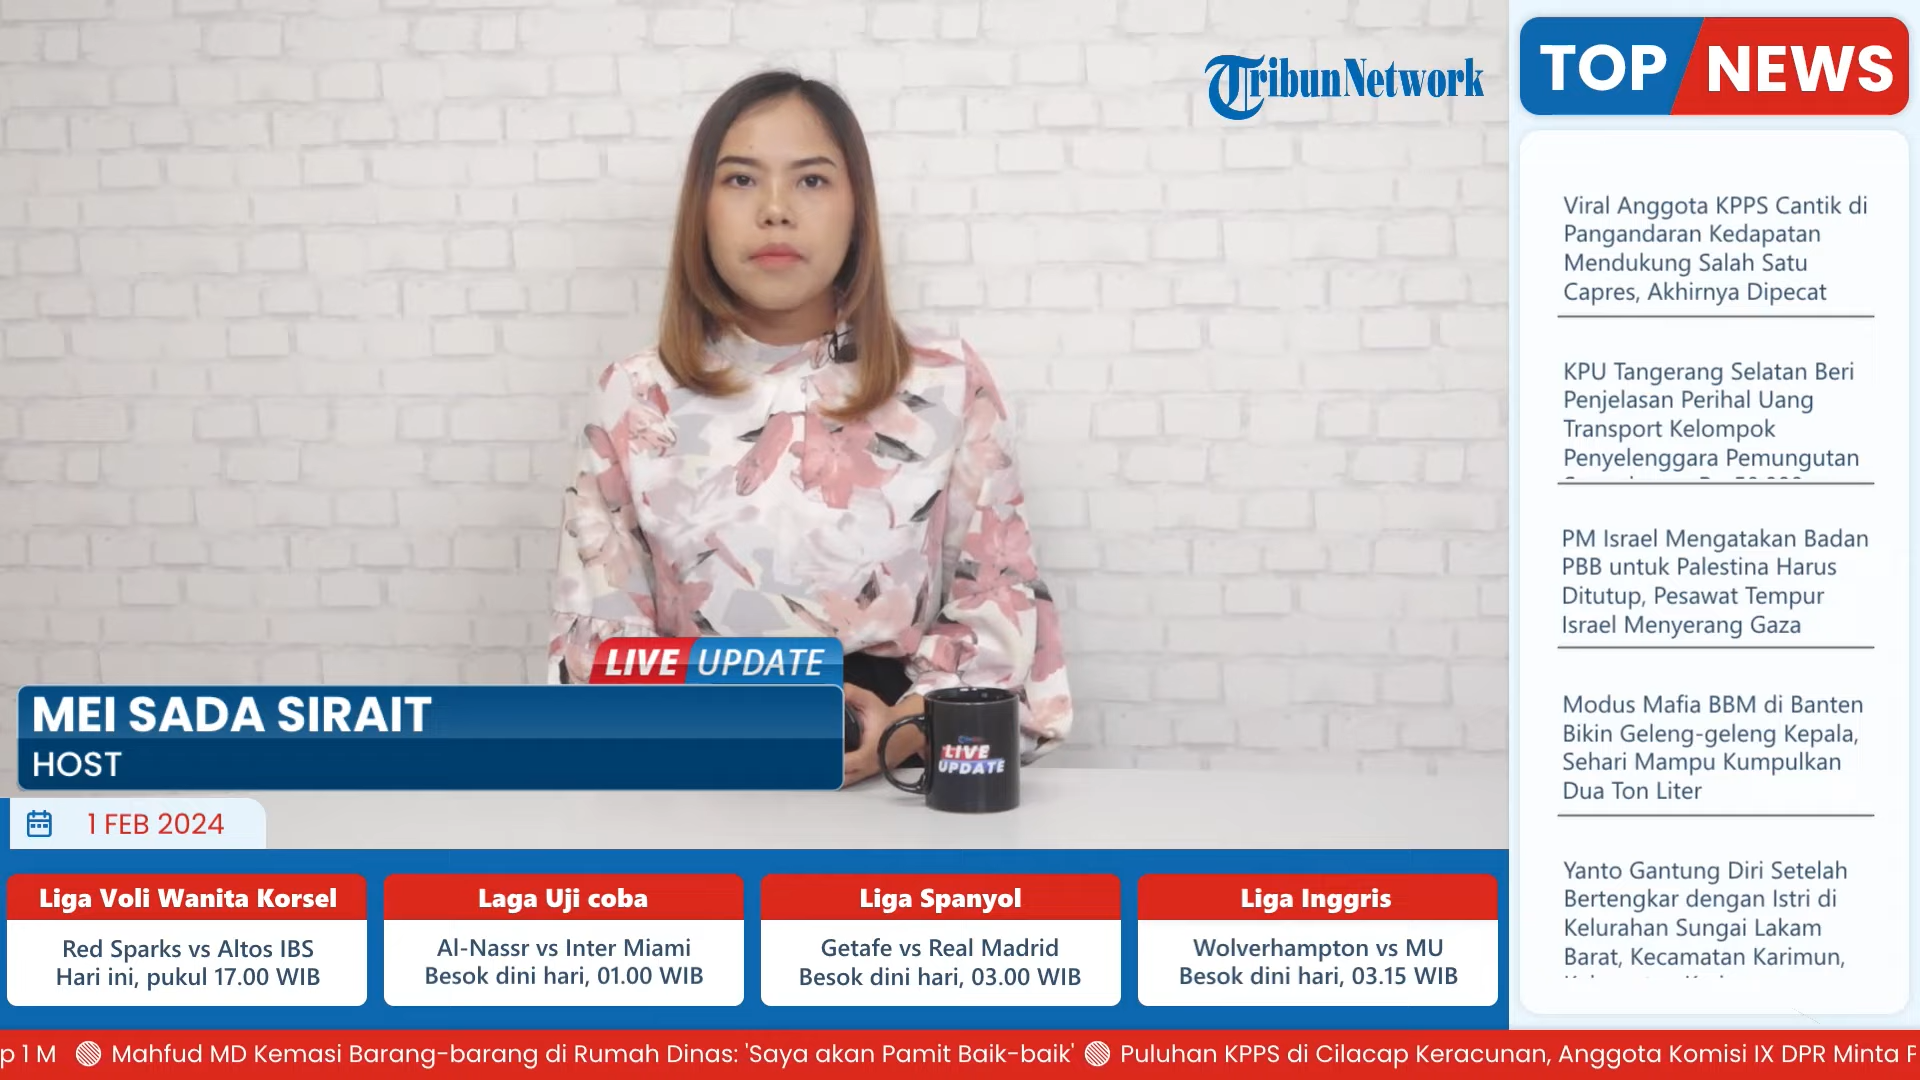 TribunNetwork
TOP NEWS
Viral Anggota KPPS Cantik di
Pangandaran Kedapatan
Mendukung Salah Satu
Capres, Akhirnya Dipecat
KPU Tangerang Selatan Beri
Penjelasan Perihal Uang
Transport Kelompok
Penyelenggara Pemungutan
PM Israel Mengatakan Badan
PBB untuk Palestina Harus
Ditutup, Pesawat Tempur
Israel Menyerang Gaza
Modus Mafia BBM di Banten
Bikin Geleng-geleng Kepala,
Sehari Mampu Kumpulkan
Dua Ton Liter
Yanto Gantung Diri Setelah
Bertengkar dengan Istri di
Kelurahan Sungai Lakam
Barat, Kecamatan Karimun,
LIVE UPDATE
MEI SADA SIRAIT
HOST
LIVE
UPDATE
1 FEB 2024
Liga Voli Wanita Korsel
Red Sparks vs Altos IBS
Hari ini, pukul 17.00 WIB
Laga Uji coba
Al-Nassr vs Inter Miami
Besok dini hari, 01.00 WIB
Liga Spanyol
Getafe vs Real Madrid
Besok dini hari, 03.00 WIB
Liga Inggris
Wolverhampton vs MU
Besok dini hari, 03.15 WIB
p 1 M Mahfud MD Kemasi Barang-barang di Rumah Dinas: 'Saya akan Pamit Baik-baik' Puluhan KPPS di Cilacap Keracunan, Anggota Komisi IX DPR Minta